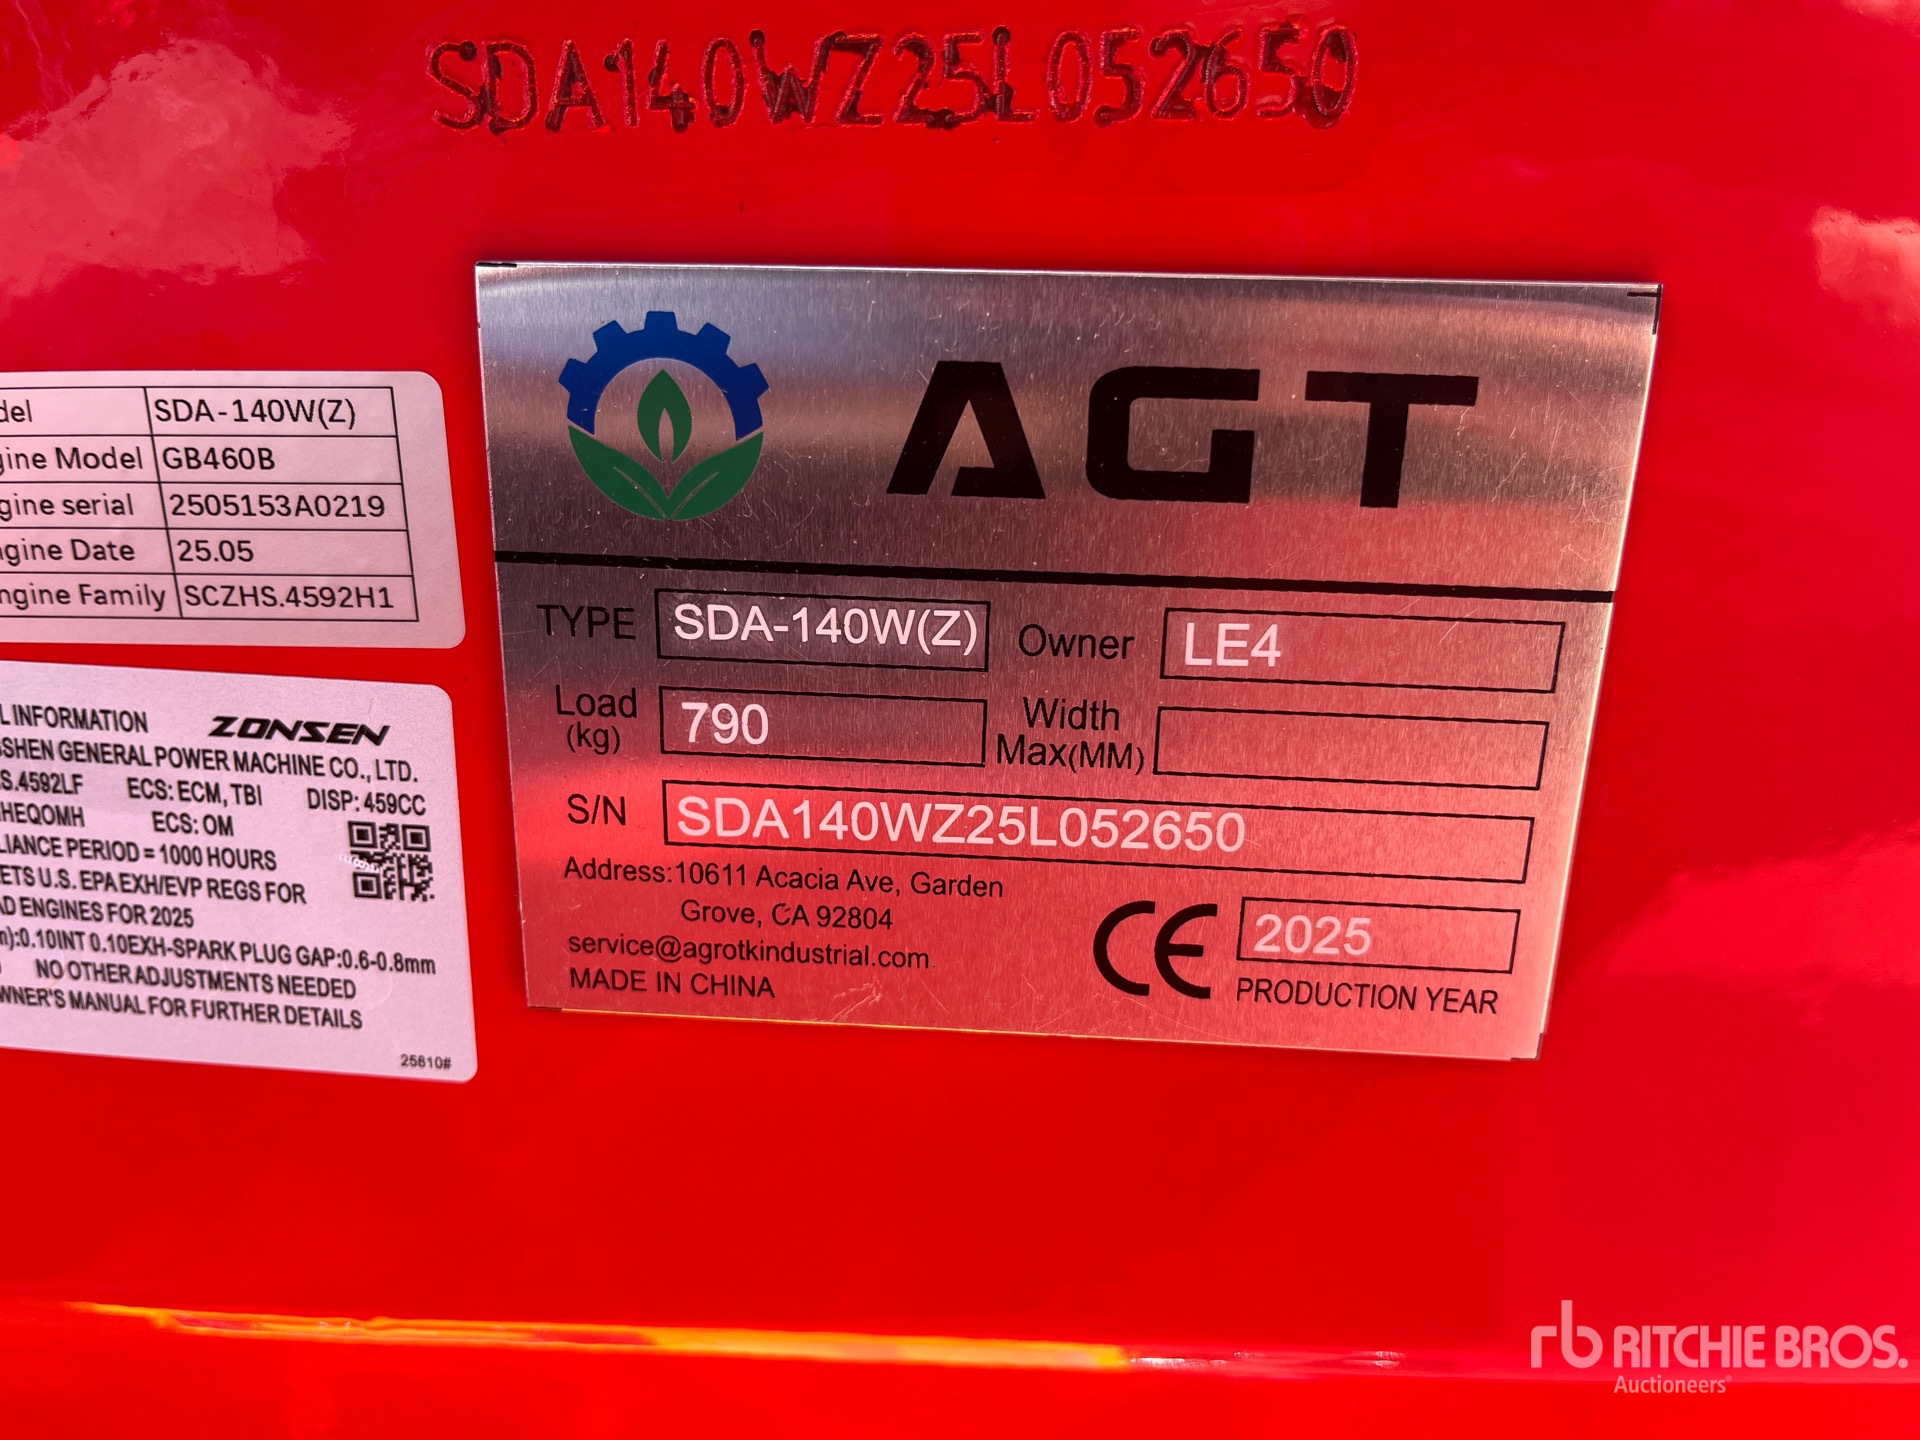 SDA140WZ25L052650
del SDA-140W(Z)
gine Model GB460B
gine serial 2505153A0219
ngine Date 25.05
ngine Family SCZHS.4592H1
L INFORMATION ZONSEN
SHEN GENERAL POWER MACHINE CO., LTD.
S.4592LF ECS: ECM, TBI DISP: 459CC
HEQOMH ECS: OM
LIANCE PERIOD = 1000 HOURS
ETS U.S. EPA EXH/EVP REGS FOR
AD ENGINES FOR 2025
n):0.10INT 0.10EXH-SPARK PLUG GAP:0.6-0.8mm
NO OTHER ADJUSTMENTS NEEDED
WNER'S MANUAL FOR FURTHER DETAILS
25610#
AGT
TYPE SDA-140W(Z) Owner LE4
Load (kg) 790 Width Max(MM)
S/N SDA140WZ25L052650
Address:10611 Acacia Ave, Garden
Grove, CA 92804
service@agrotkindustrial.com
MADE IN CHINA
CE 2025
PRODUCTION YEAR
rb RITCHIE BROS.
Auctioneers